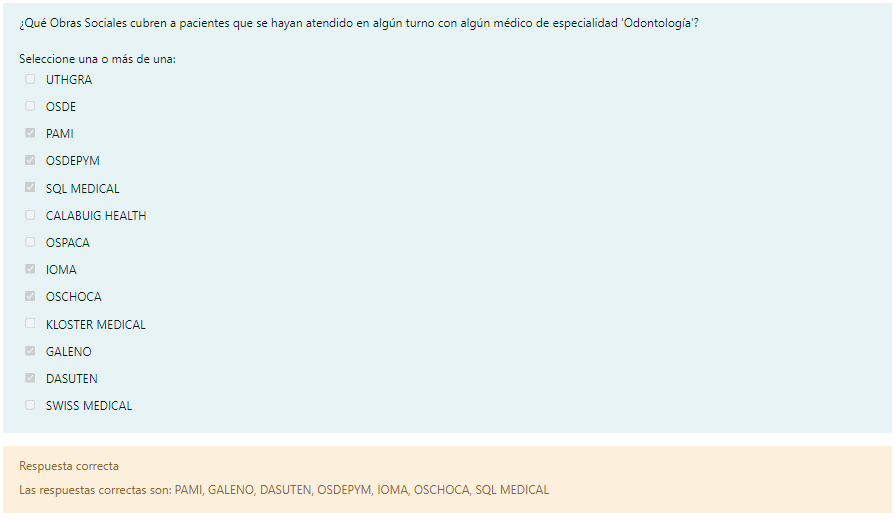 ¿Qué Obras Sociales cubren a pacientes que se hayan atendido en algún turno con algún médico de especialidad 'Odontología'?
Seleccione una o más de una:
UTHGRA
OSDE
PAMI
OSDEPYM
SQL MEDICAL
CALABUIG HEALTH
OSPACA
IOMA
OSCHOCA
KLOSTER MEDICAL
GALENO
DASUTEN
SWISS MEDICAL
Respuesta correcta
Las respuestas correctas son: PAMI, GALENO, DASUTEN, OSDEPYM, IOMA, OSCHOCA, SQL MEDICAL